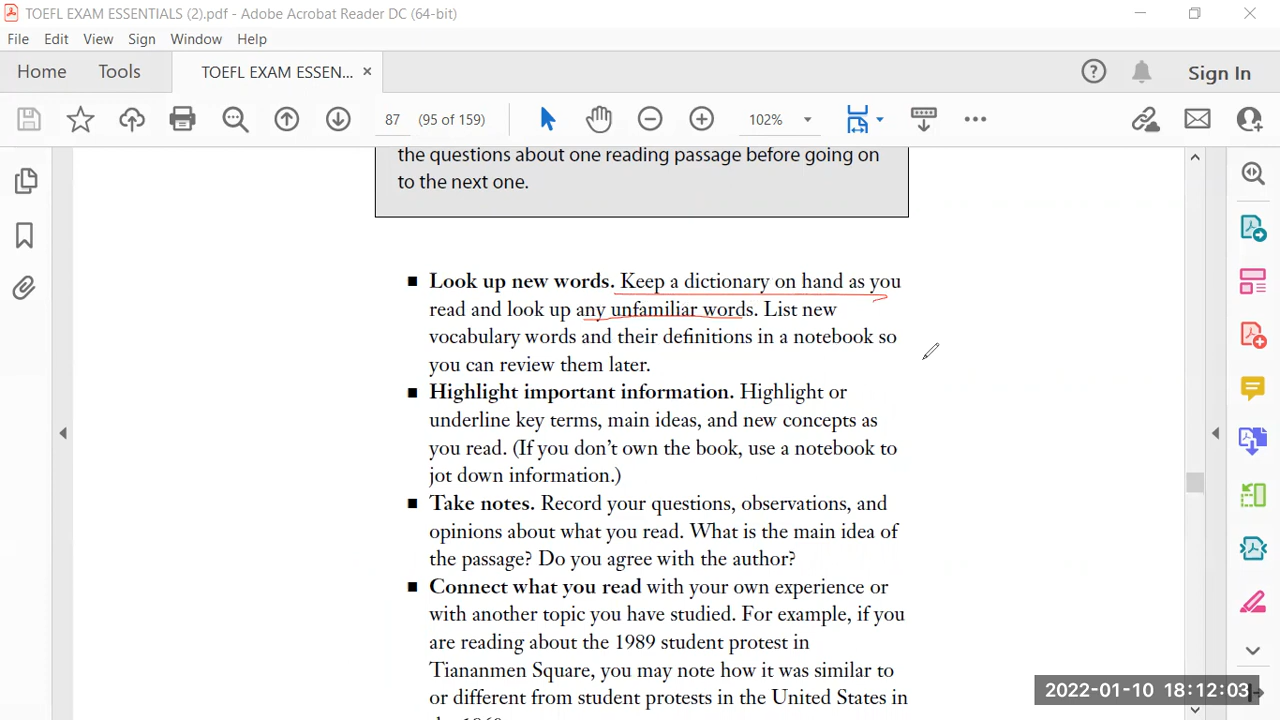 TOEFL EXAM ESSENTIALS (2).pdf - Adobe Acrobat Reader DC (64-bit)
File Edit View Sign Window Help
Home Tools TOEFL EXAM ESSEN... × Sign In
87 (95 of 159) 102%
the questions about one reading passage before going on
to the next one.
■ Look up new words. Keep a dictionary on hand as you
read and look up any unfamiliar words. List new
vocabulary words and their definitions in a notebook so
you can review them later.
■ Highlight important information. Highlight or
underline key terms, main ideas, and new concepts as
you read. (If you don't own the book, use a notebook to
jot down information.)
■ Take notes. Record your questions, observations, and
opinions about what you read. What is the main idea of
the passage? Do you agree with the author?
■ Connect what you read with your own experience or
with another topic you have studied. For example, if you
are reading about the 1989 student protest in
Tiananmen Square, you may note how it was similar to
or different from student protests in the United States in
2022-01-10 18:12:03